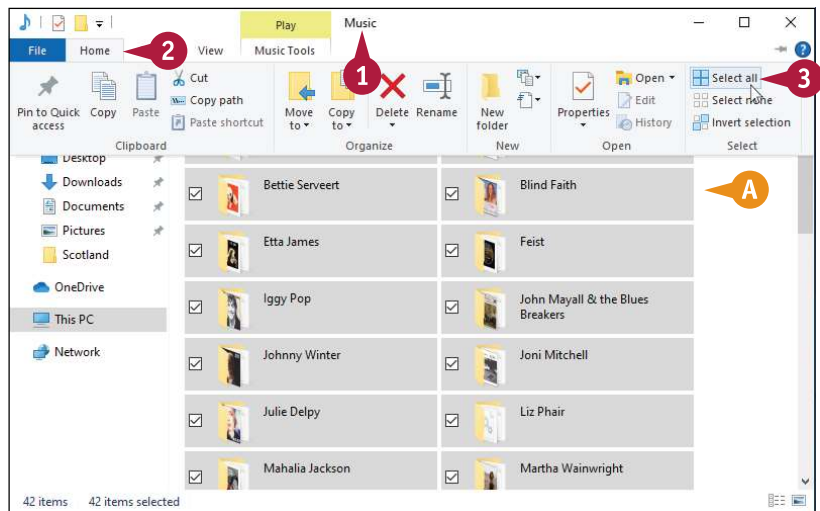 Play Music
File Home View Music Tools
1
2
3
Pin to Quick access
Copy
Paste
Cut
Copy path
Paste shortcut
Clipboard
Move to
Copy to
Delete
Rename
Organize
New folder
New
Properties
Open
Edit
History
Open
Select all
Select none
Invert selection
Select
Desktop
Downloads
Documents
Pictures
Scotland
OneDrive
This PC
Network
Bettie Serveert
Blind Faith
A
Etta James
Feist
Iggy Pop
John Mayall & the Blues
Breakers
Johnny Winter
Joni Mitchell
Julie Delpy
Liz Phair
Mahalia Jackson
Martha Wainwright
42 items 42 items selected